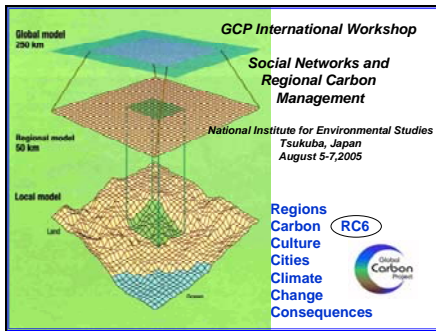 Global model
250 km
Regional model
50 km
Local model
Land
Ocean
GCP International Workshop
Social Networks and
Regional Carbon
Management
National Institute for Environmental Studies
Tsukuba, Japan
August 5-7,2005
Regions
Carbon RC6
Culture
Cities
Climate
Change
Consequences
Global
Carbon
Project